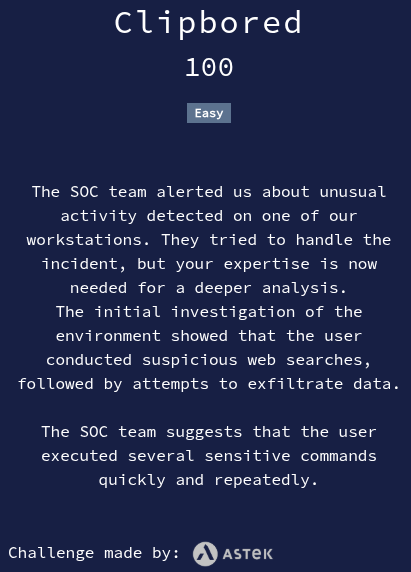 Clipbored
100
Easy
The SOC team alerted us about unusual
activity detected on one of our
workstations. They tried to handle the
incident, but your expertise is now
needed for a deeper analysis.
The initial investigation of the
environment showed that the user
conducted suspicious web searches,
followed by attempts to exfiltrate data.
The SOC team suggests that the user
executed several sensitive commands
quickly and repeatedly.
Challenge made by: ASTEK